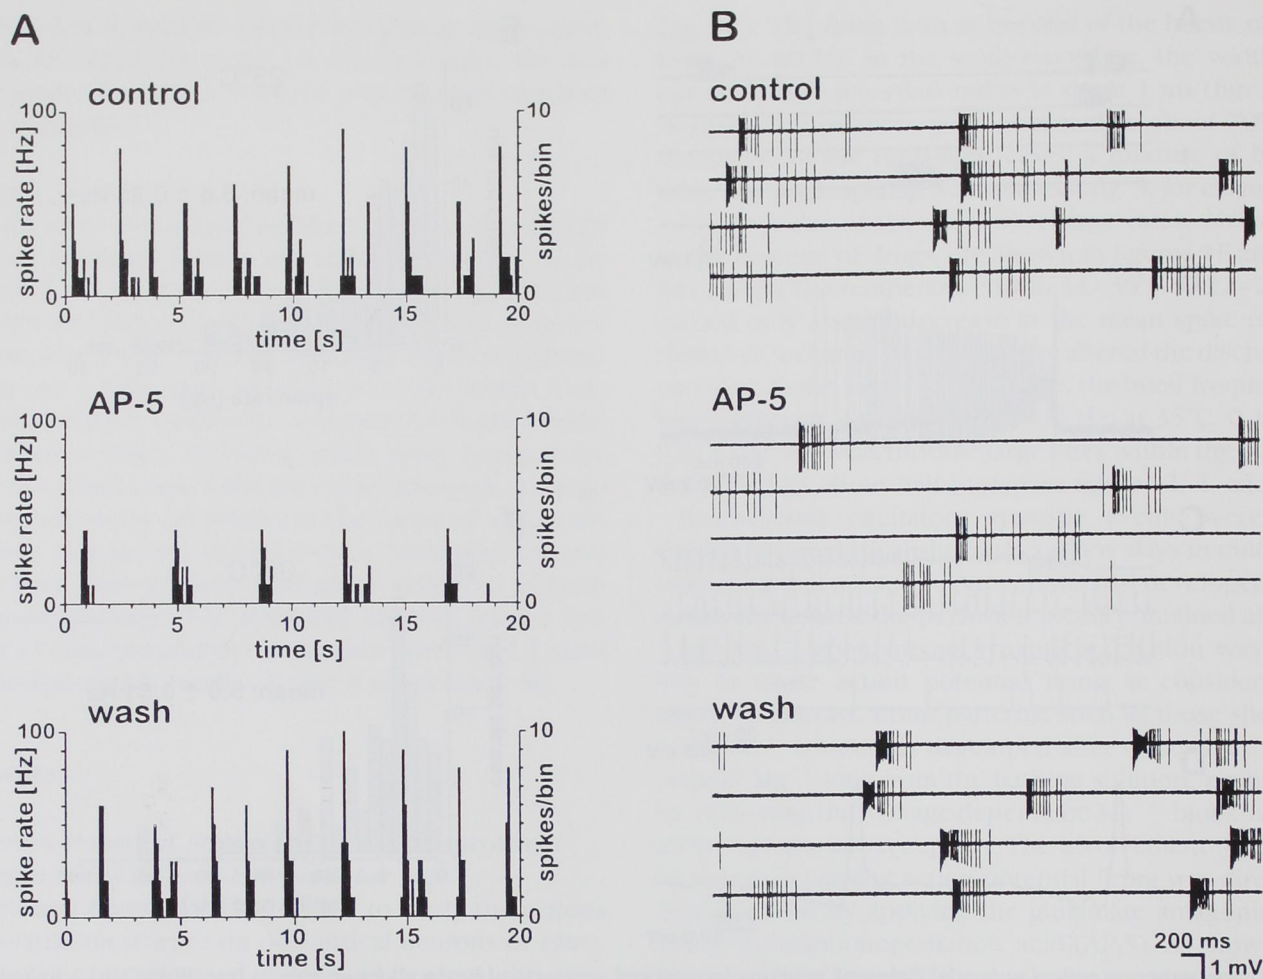 A
control
100
10
spike rate [Hz]
spikes/bin
0
0
0 5 10 15 20
time [s]
AP-5
100
10
spike rate [Hz]
spikes/bin
0
0
0 5 10 15 20
time [s]
wash
100
10
spike rate [Hz]
spikes/bin
0
0
0 5 10 15 20
time [s]
B
control
AP-5
wash
200 ms
1 mV